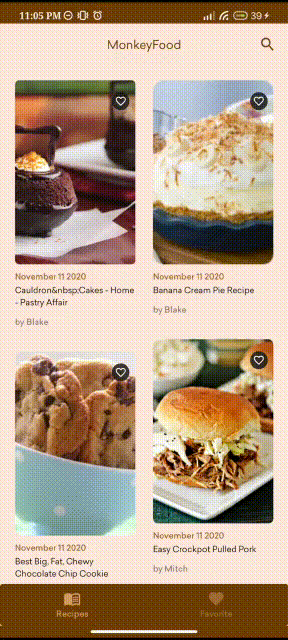 11:05 PM
39
MonkeyFood
November 11 2020
Cauldron&nbsp;Cakes - Home
- Pastry Affair
by Blake
November 11 2020
Banana Cream Pie Recipe
by Blake
November 11 2020
Best Big, Fat, Chewy
Chocolate Chip Cookie
November 11 2020
Easy Crockpot Pulled Pork
by Mitch
Recipes
Favorite